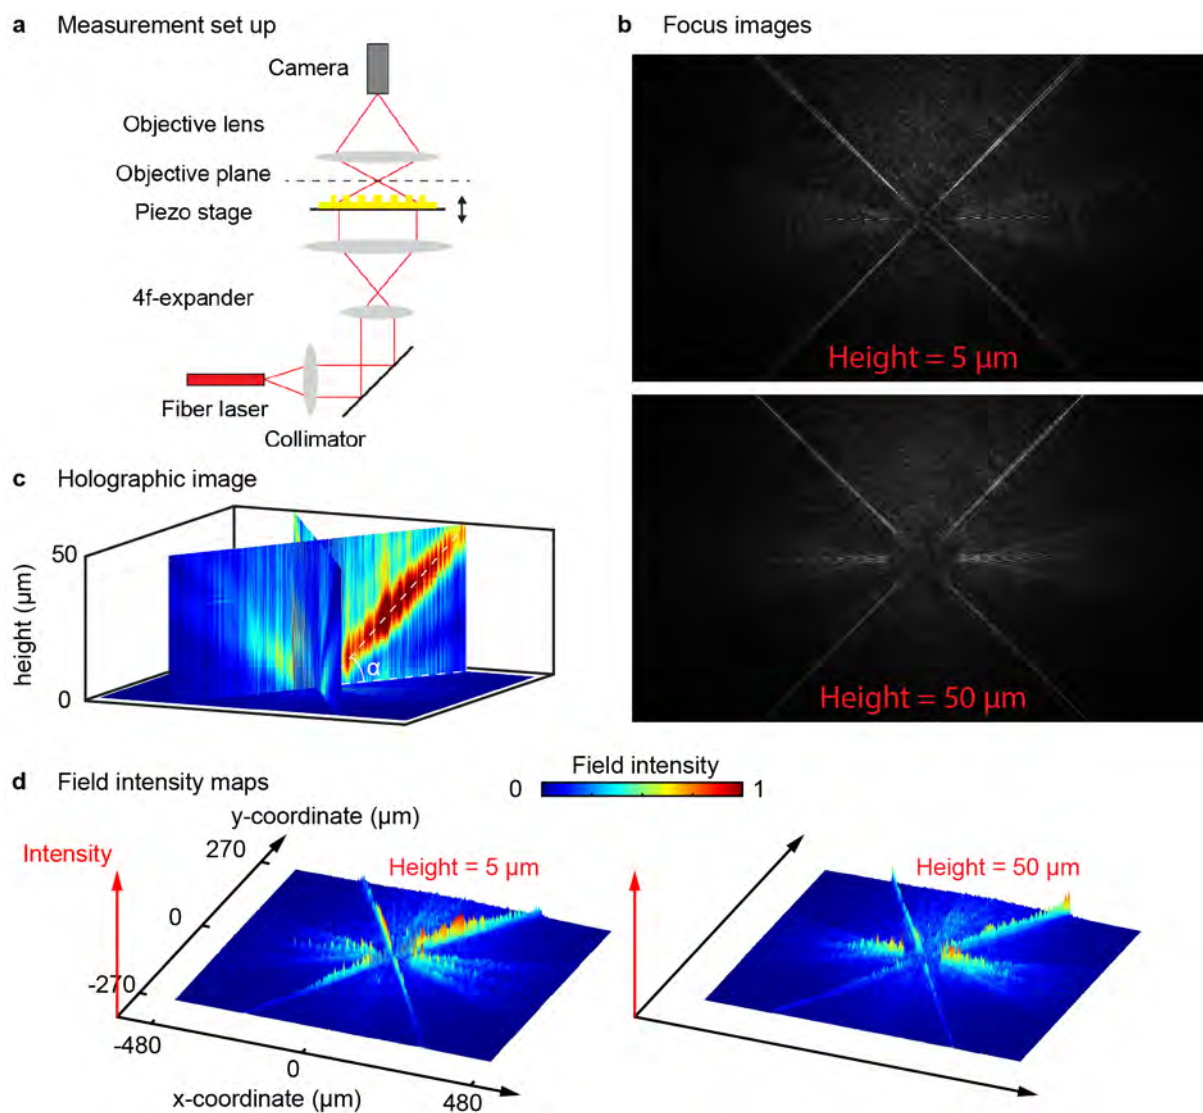 a Measurement set up
Camera
Objective lens
Objective plane
Piezo stage
4f-expander
Fiber laser
Collimator
b Focus images
Height = 5 μm
Height = 50 μm
c Holographic image
50
height (μm)
0
α
d Field intensity maps
Field intensity
0
1
y-coordinate (μm)
270
Intensity
Height = 5 μm
Height = 50 μm
0
-270
-480
0
x-coordinate (μm)
480